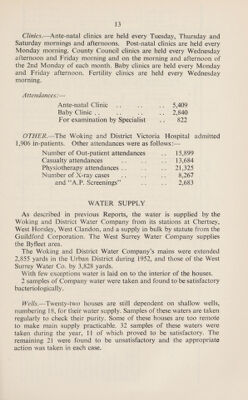 13
Clinics.—Ante-natal clinics are held every Tuesday, Thursday and
Saturday mornings and afternoons. Post-natal clinics are held every
Monday morning. County Council clinics are held every Wednesday
afternoon and Friday morning and on the morning and afternoon of
the 2nd Monday of each month. Baby clinics are held every Monday
and Friday afternoon. Fertility clinics are held every Wednesday
morning.
Attendances:—
Ante-natal Clinic .. .. .. 5,409
Baby Clinic .. .. .. .. 2,840
For examination by Specialist .. 822
OTHER.—The Woking and District Victoria Hospital admitted
1,906 in-patients. Other attendances were as follows:—
Number of Out-patient attendances .. 15,899
Casualty attendances .. .. 13,684
Physiotherapy attendances .. .. .. 21,325
Number of X-ray cases .. .. .. 8,267
and "A.P. Screenings" .. .. 2,683
WATER SUPPLY
As described in previous Reports, the water is supplied by the
Woking and District Water Company from its stations at Chertsey,
West Horsley, West Clandon, and a supply in bulk by statute from the
Guildford Corporation. The West Surrey Water Company supplies
the Byfleet area.
The Woking and District Water Company's mains were extended
2,855 yards in the Urban District during 1952, and those of the West
Surrey Water Co. by 3,828 yards.
With few exceptions water is laid on to the interior of the houses.
2 samples of Company water were taken and found to be satisfactory
bacteriologically.
Wells.—Twenty-two houses are still dependent on shallow wells,
numbering 18, for their water supply. Samples of these waters are taken
regularly to check their purity. Some of these houses are too remote
to make main supply practicable. 32 samples of these waters were
taken during the year, 11 of which proved to be satisfactory. The
remaining 21 were found to be unsatisfactory and the appropriate
action was taken in each case.